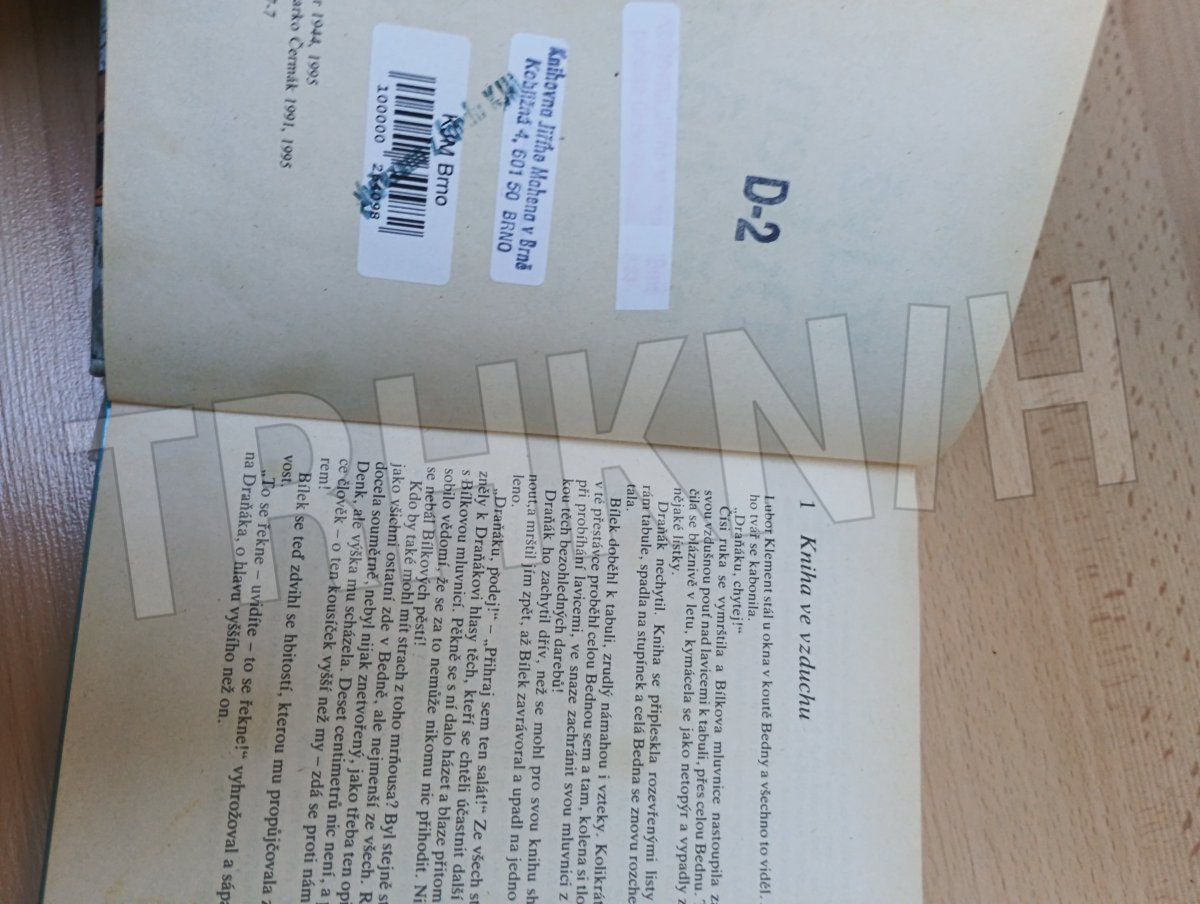 D-2
Knihovna Jiřího Mahena v Brně
Kobližná 4, 601 50 BRNO
KJM Brno
100000
1944, 1995
Čermák 1991, 1995
7-7
TRHKNIH
1 Kniha ve vzduchu
Lubor Klement stál u okna v koutě Bedny a všechno to viděl.
ho tvář se kabonila.
„Draňáku, chytej!“
Čísi ruka se vymrštila a Bílkova mluvnice nastoupila
svou vzdušnou pouť nad lavicemi k tabuli, přes celou Bednu.
čila se bláznivě v letu, kymácela se jako netopýr a vypadly z
nějaké lístky.
Draňák nechytil. Kniha se připleskla rozevřenými listy
rám tabule, spadla na stupínek a celá Bedna se znovu rozche
tala.
Bílek doběhl k tabuli, zrudlý námahou i vzteky. Kolikrát
v té přestávce proběhl celou Bednou sem a tam, kolena si tlo
při probíhání lavicemi, ve snaze zachránit svou mluvnici z
kou těch bezohledných darebů!
Draňák ho zachytil dřív, než se mohl pro svou knihu sh
nout a mrštil jím zpět, až Bílek zavrávoral a upadl na jedno
leno.
„Draňáku, podej!“ – „Přihraj sem ten salát!“ Ze všech st
zněly k Draňákovi hlasy těch, kteří se chtěli účastnit další
s Bílkovou mluvnicí. Pěkně se s ní dalo házet a blaze přitom
sobilo vědomí, že se za to nemůže nikomu nic přihodit. Ni
se nebál Bílkových pěstí!
Kdo by také mohl mít strach z toho mrňousa? Byl stejně st
jako všichni ostatní zde v Bedně, ale nejmenší ze všech. R
docela souměrně, nebyl nijak znetvořený, jako třeba ten opi
Denk, ale výška mu scházela. Deset centimetrů nic není, a
ce člověk – o ten kousíček vyšší než my – zdá se proti nám
rem!
Bílek se teď zdvihl se hbitostí, kterou mu propůjčovala z
vost.
„To se řekne – uvidíte – to se řekne!“ vyhrožoval a sápa
na Draňáka, o hlavu vyššího než on.